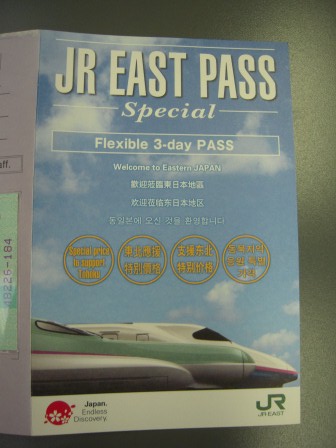 JR EAST PASS
Special
Flexible 3-day PASS
Welcome to Eastern JAPAN
歡迎莅臨東日本地區
欢迎莅临东日本地区
동일본에 오신 것을 환영합니다
Special price
to support
Tohoku
東北應援
特別價格
支援东北
特别价格
aff.
Japan.
Endless
Discovery.
JR
JR-EAST